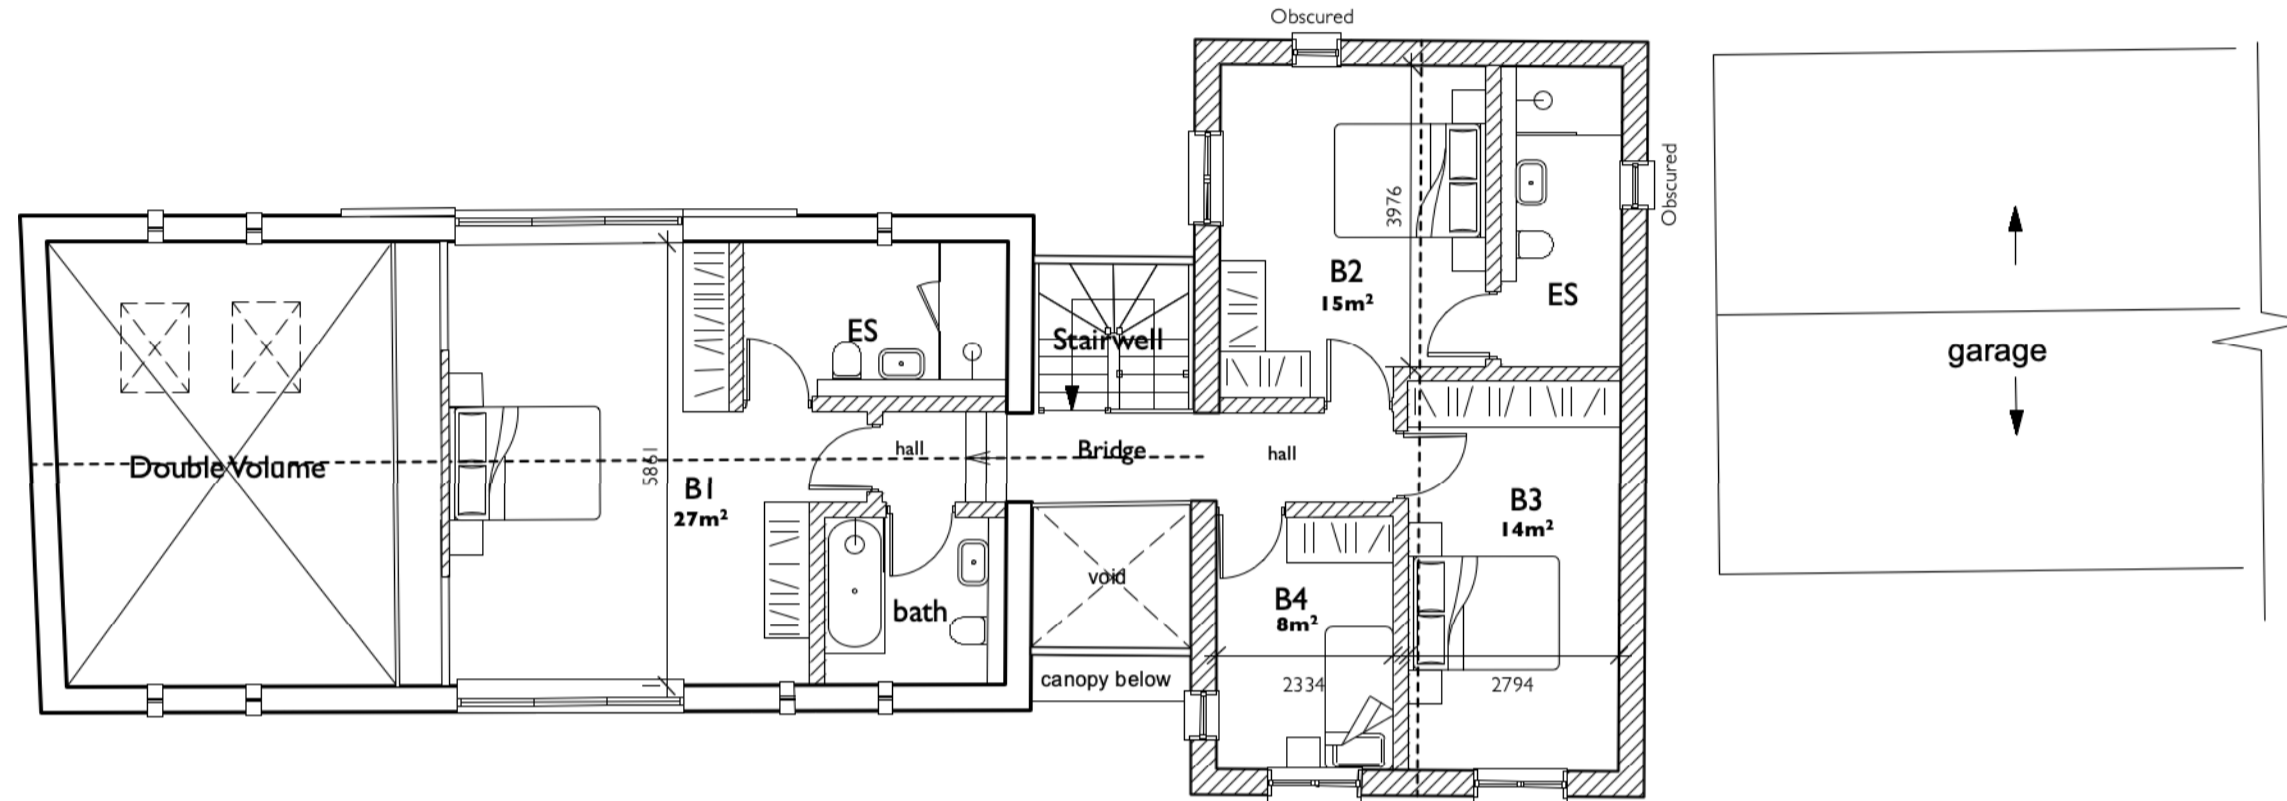 Obscured
Obscured
3976
B2
15m²
ES
garage
ES
Stairwell
Double Volume
5861
B1
27m²
hall
Bridge
hall
B3
14m²
void
bath
B4
8m²
canopy below
2334
2794